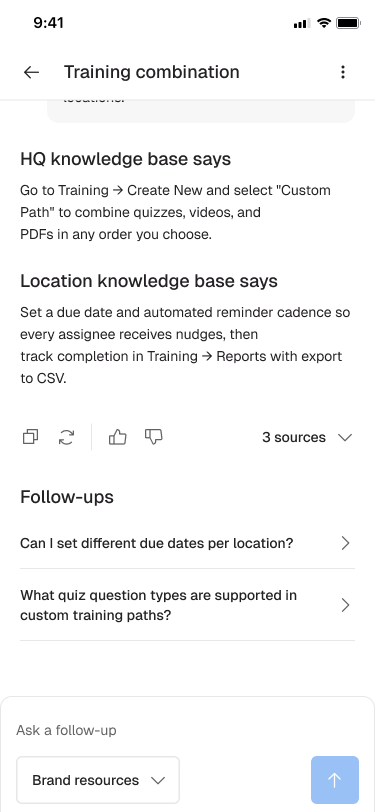 9:41
Training combination
locations.
HQ knowledge base says
Go to Training → Create New and select "Custom
Path" to combine quizzes, videos, and
PDFs in any order you choose.
Location knowledge base says
Set a due date and automated reminder cadence so
every assignee receives nudges, then
track completion in Training → Reports with export
to CSV.
3 sources
Follow-ups
Can I set different due dates per location?
What quiz question types are supported in
custom training paths?
Ask a follow-up
Brand resources